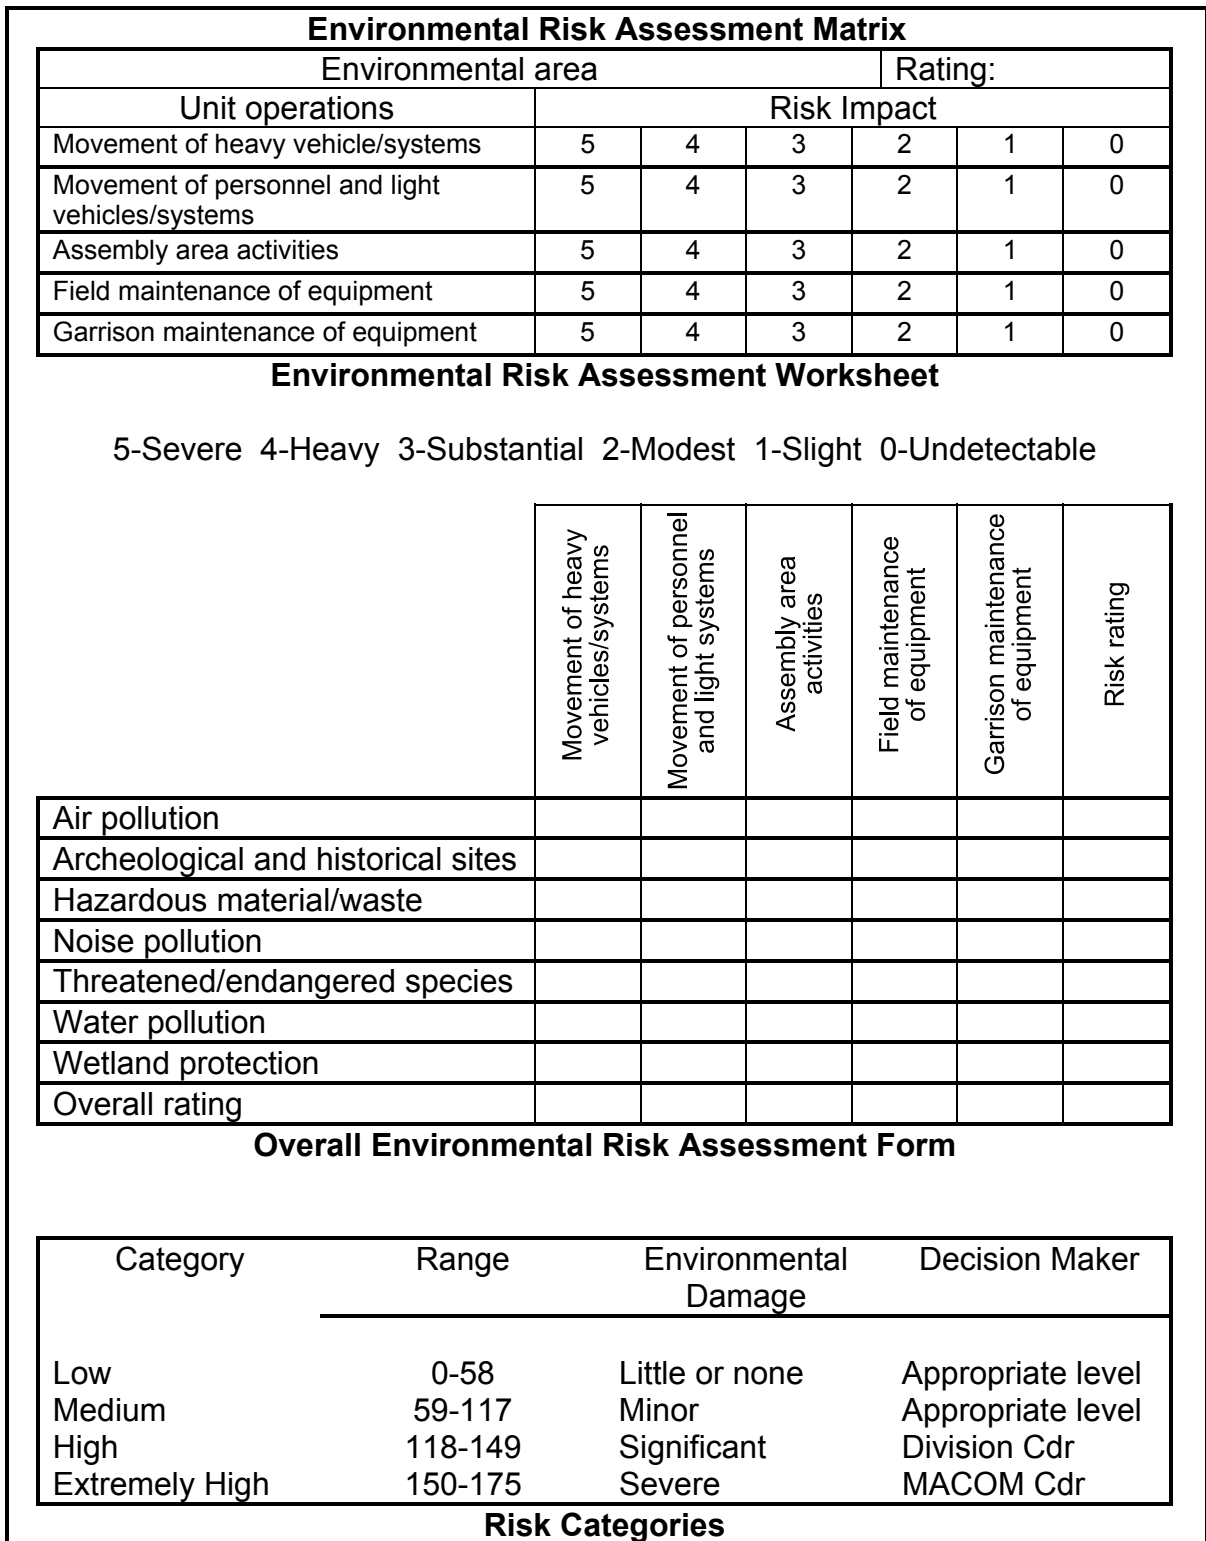 Environmental Risk Assessment Matrix
Environmental area Rating:
Unit operations Risk Impact
Movement of heavy vehicle/systems 5 4 3 2 1 0
Movement of personnel and light
vehicles/systems 5 4 3 2 1 0
Assembly area activities 5 4 3 2 1 0
Field maintenance of equipment 5 4 3 2 1 0
Garrison maintenance of equipment 5 4 3 2 1 0
Environmental Risk Assessment Worksheet
5-Severe 4-Heavy 3-Substantial 2-Modest 1-Slight 0-Undetectable
Movement of heavy
vehicles/systems
Movement of personnel
and light systems
Assembly area
activities
Field maintenance
of equipment
Garrison maintenance
of equipment
Risk rating
Air pollution
Archeological and historical sites
Hazardous material/waste
Noise pollution
Threatened/endangered species
Water pollution
Wetland protection
Overall rating
Overall Environmental Risk Assessment Form
Category Range Environmental Decision Maker
Damage
Low 0-58 Little or none Appropriate level
Medium 59-117 Minor Appropriate level
High 118-149 Significant Division Cdr
Extremely High 150-175 Severe MACOM Cdr
Risk Categories